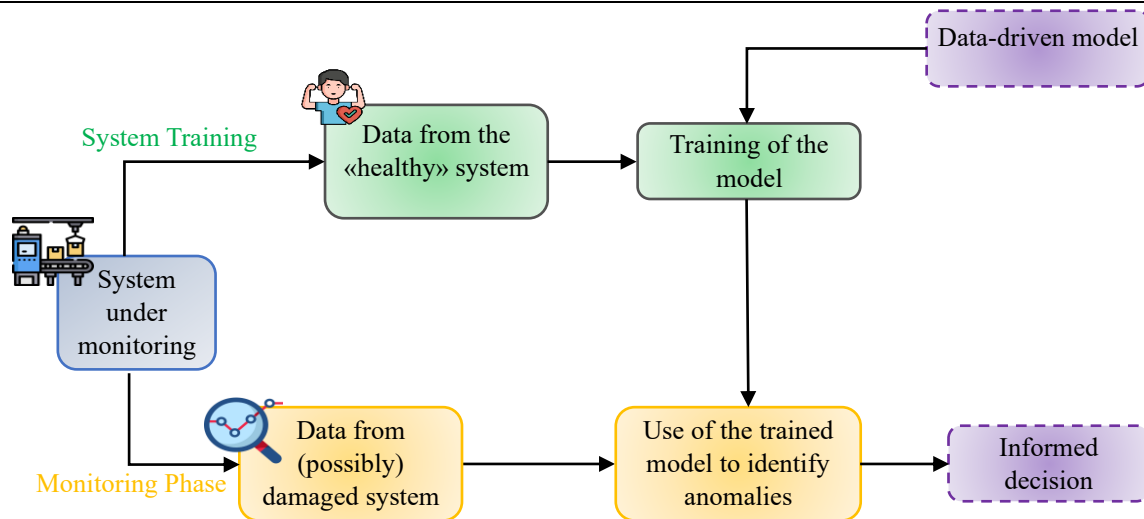 Data-driven model
System Training
Data from the
«healthy» system
Training of the
model
System
under
monitoring
Monitoring Phase
Data from
(possibly)
damaged system
Use of the trained
model to identify
anomalies
Informed
decision